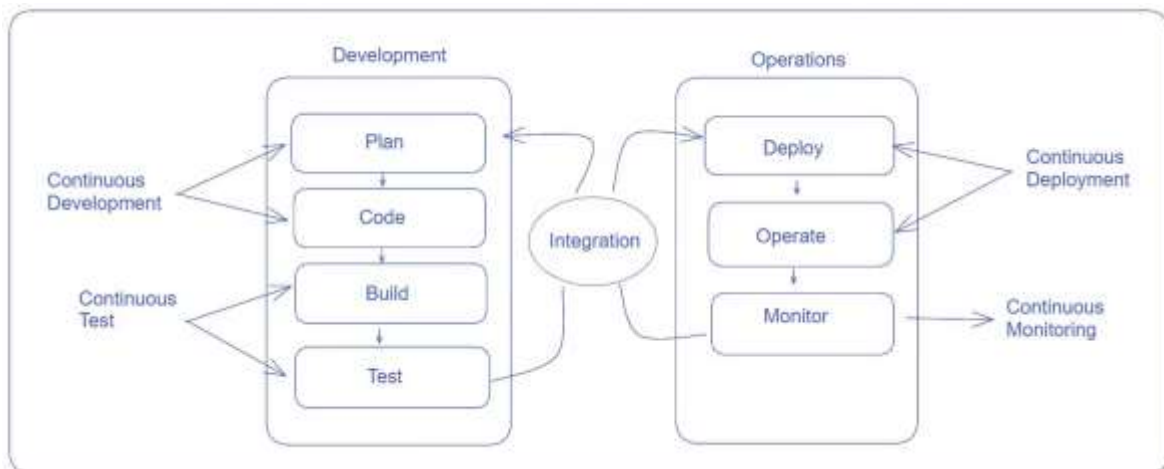 Development
Operations
Plan
Deploy
Continuous
Development
Continuous
Deployment
Code
Integration
Operate
Build
Continuous
Test
Monitor
Continuous
Monitoring
Test